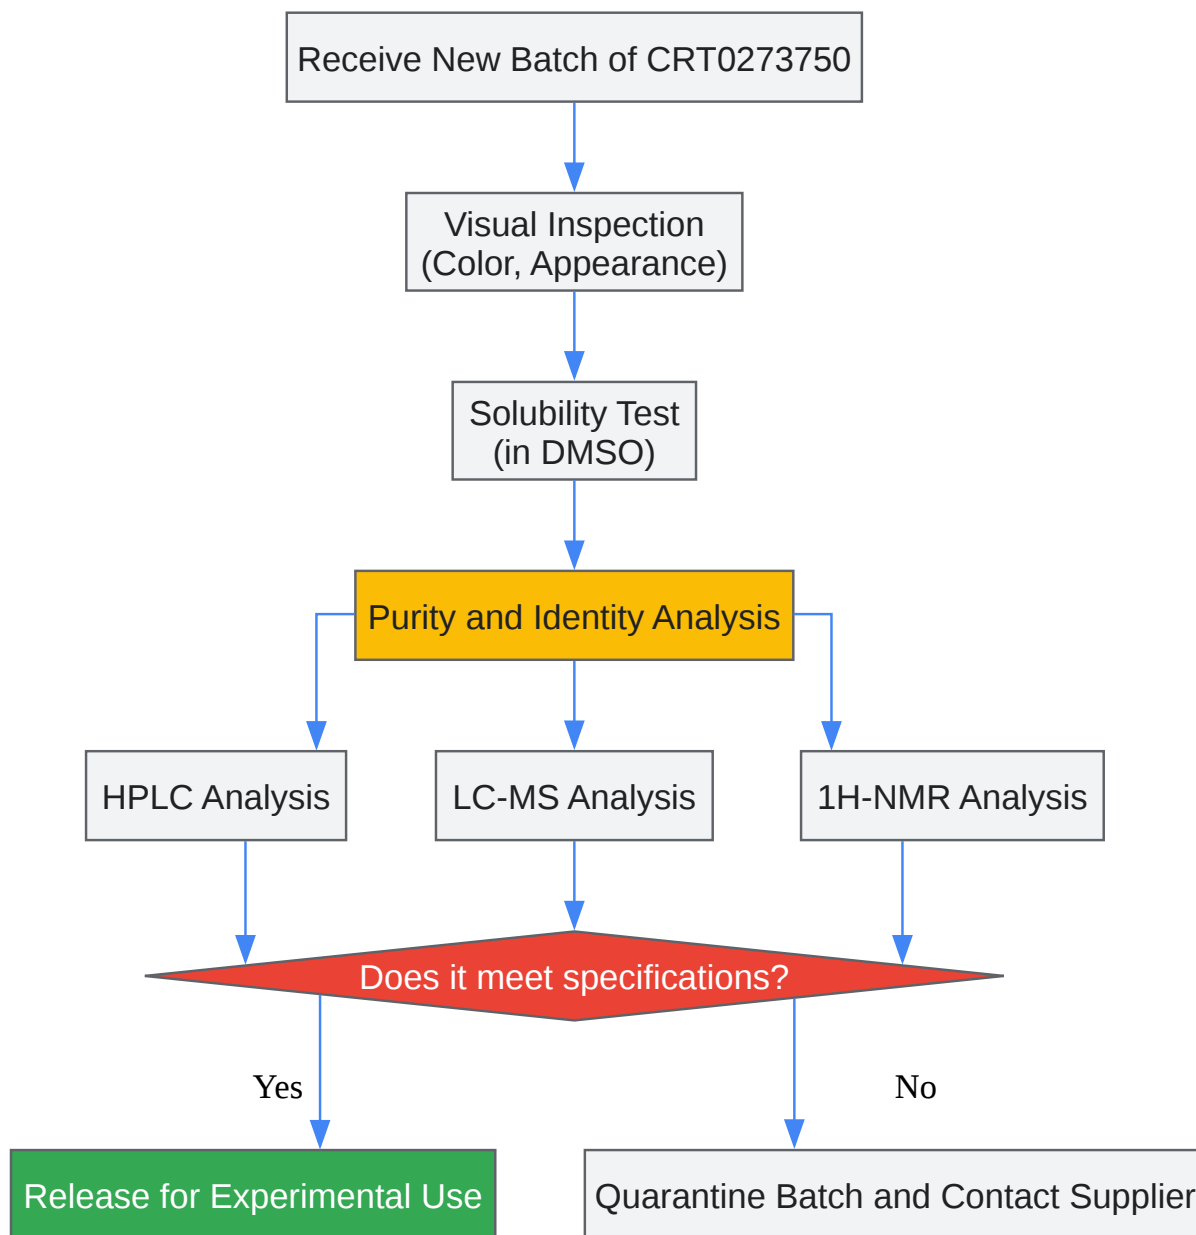 Receive New Batch of CRT0273750
Visual Inspection
(Color, Appearance)
Solubility Test
(in DMSO)
Purity and Identity Analysis
HPLC Analysis
LC-MS Analysis
1H-NMR Analysis
Does it meet specifications?
Yes
No
Release for Experimental Use
Quarantine Batch and Contact Supplier